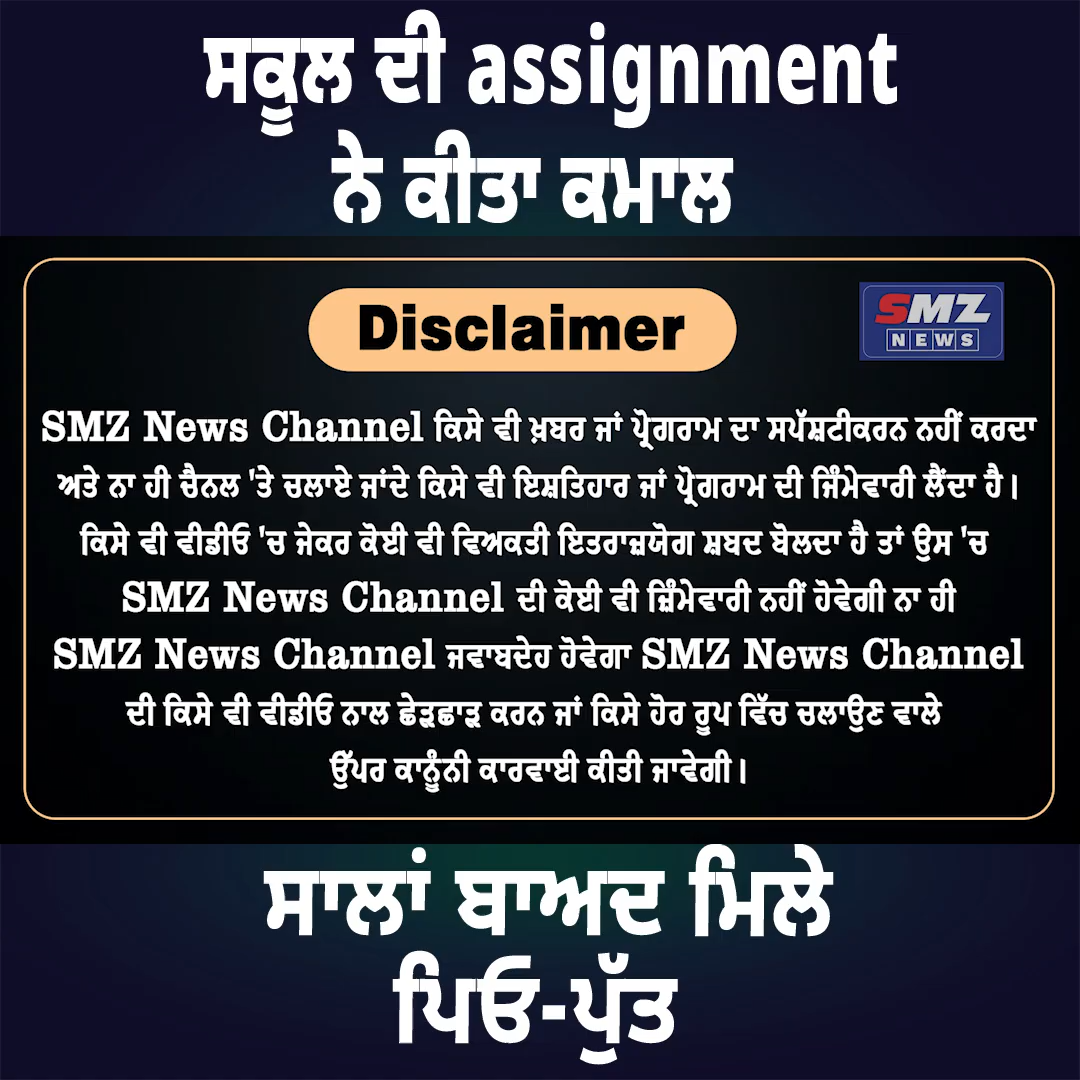 ਸਕੂਲ ਦੀ assignment
ਨੇ ਕੀਤਾ ਕਮਾਲ
Disclaimer
SMZ
NEWS
SMZ News Channel ਕਿਸੇ ਵੀ ਖ਼ਬਰ ਜਾਂ ਪ੍ਰੋਗਰਾਮ ਦਾ ਸਪੱਸ਼ਟੀਕਰਨ ਨਹੀਂ ਕਰਦਾ
ਅਤੇ ਨਾ ਹੀ ਚੈਨਲ 'ਤੇ ਚਲਾਏ ਜਾਂਦੇ ਕਿਸੇ ਵੀ ਇਸ਼ਤਿਹਾਰ ਜਾਂ ਪ੍ਰੋਗਰਾਮ ਦੀ ਜਿੰਮੇਵਾਰੀ ਲੈਂਦਾ ਹੈ।
ਕਿਸੇ ਵੀ ਵੀਡੀਓ 'ਚ ਜੇਕਰ ਕੋਈ ਵੀ ਵਿਅਕਤੀ ਇਤਰਾਜ਼ਯੋਗ ਸ਼ਬਦ ਬੋਲਦਾ ਹੈ ਤਾਂ ਉਸ 'ਚ
SMZ News Channel ਦੀ ਕੋਈ ਵੀ ਜ਼ਿੰਮੇਵਾਰੀ ਨਹੀਂ ਹੋਵੇਗੀ ਨਾ ਹੀ
SMZ News Channel ਜਵਾਬਦੇਹ ਹੋਵੇਗਾ SMZ News Channel
ਦੀ ਕਿਸੇ ਵੀ ਵੀਡੀਓ ਨਾਲ ਛੇੜਛਾੜ ਕਰਨ ਜਾਂ ਕਿਸੇ ਹੋਰ ਰੂਪ ਵਿੱਚ ਚਲਾਉਣ ਵਾਲੇ
ਉੱਪਰ ਕਾਨੂੰਨੀ ਕਾਰਵਾਈ ਕੀਤੀ ਜਾਵੇਗੀ।
ਸਾਲਾਂ ਬਾਅਦ ਮਿਲੇ
ਪਿਓ-ਪੁੱਤ